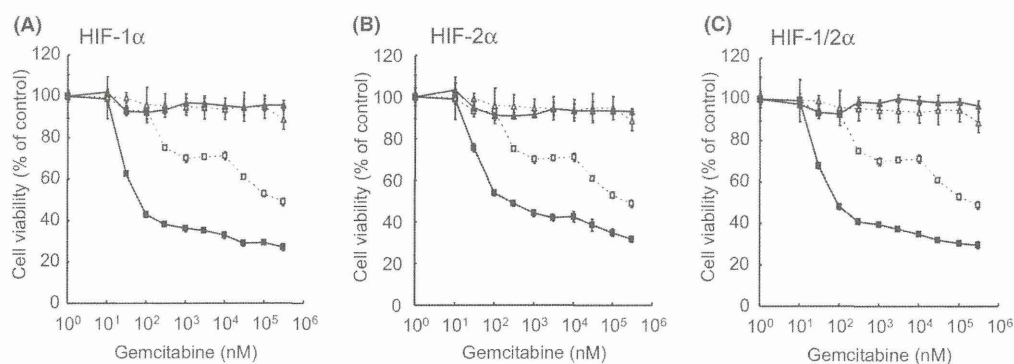 (A) HIF-1α
Cell viability (% of control)
120
100
80
60
40
20
0
10⁰ 10¹ 10² 10³ 10⁴ 10⁵ 10⁶
Gemcitabine (nM)
(B) HIF-2α
Cell viability (% of control)
120
100
80
60
40
20
0
10⁰ 10¹ 10² 10³ 10⁴ 10⁵ 10⁶
Gemcitabine (nM)
(C) HIF-1/2α
Cell viability (% of control)
120
100
80
60
40
20
0
10⁰ 10¹ 10² 10³ 10⁴ 10⁵ 10⁶
Gemcitabine (nM)